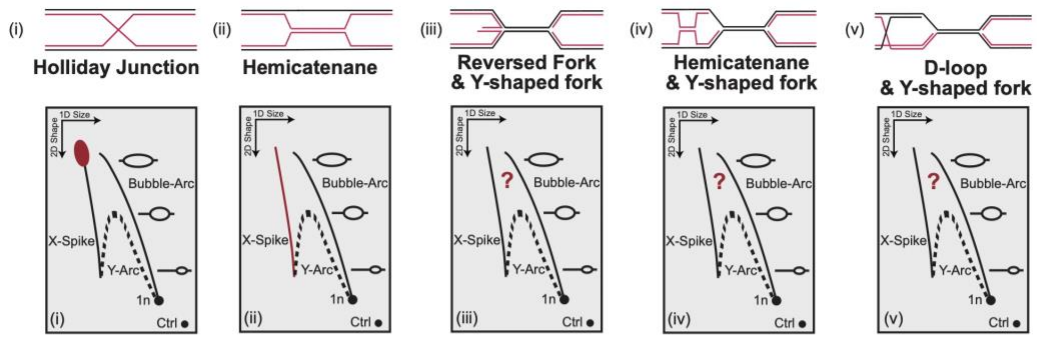 (i)
Holliday Junction
(ii)
Hemicatenane
(iii)
Reversed Fork
& Y-shaped fork
(iv)
Hemicatenane
& Y-shaped fork
(v)
D-loop
& Y-shaped fork
1D Size
2D Shape
Bubble-Arc
X-Spike
Y-Arc
1n
(i)
Ctrl
1D Size
2D Shape
Bubble-Arc
X-Spike
Y-Arc
1n
(ii)
Ctrl
1D Size
2D Shape
?
Bubble-Arc
X-Spike
Y-Arc
1n
(iii)
Ctrl
1D Size
2D Shape
?
Bubble-Arc
X-Spike
Y-Arc
1n
(iv)
Ctrl
1D Size
2D Shape
?
Bubble-Arc
X-Spike
Y-Arc
1n
(v)
Ctrl